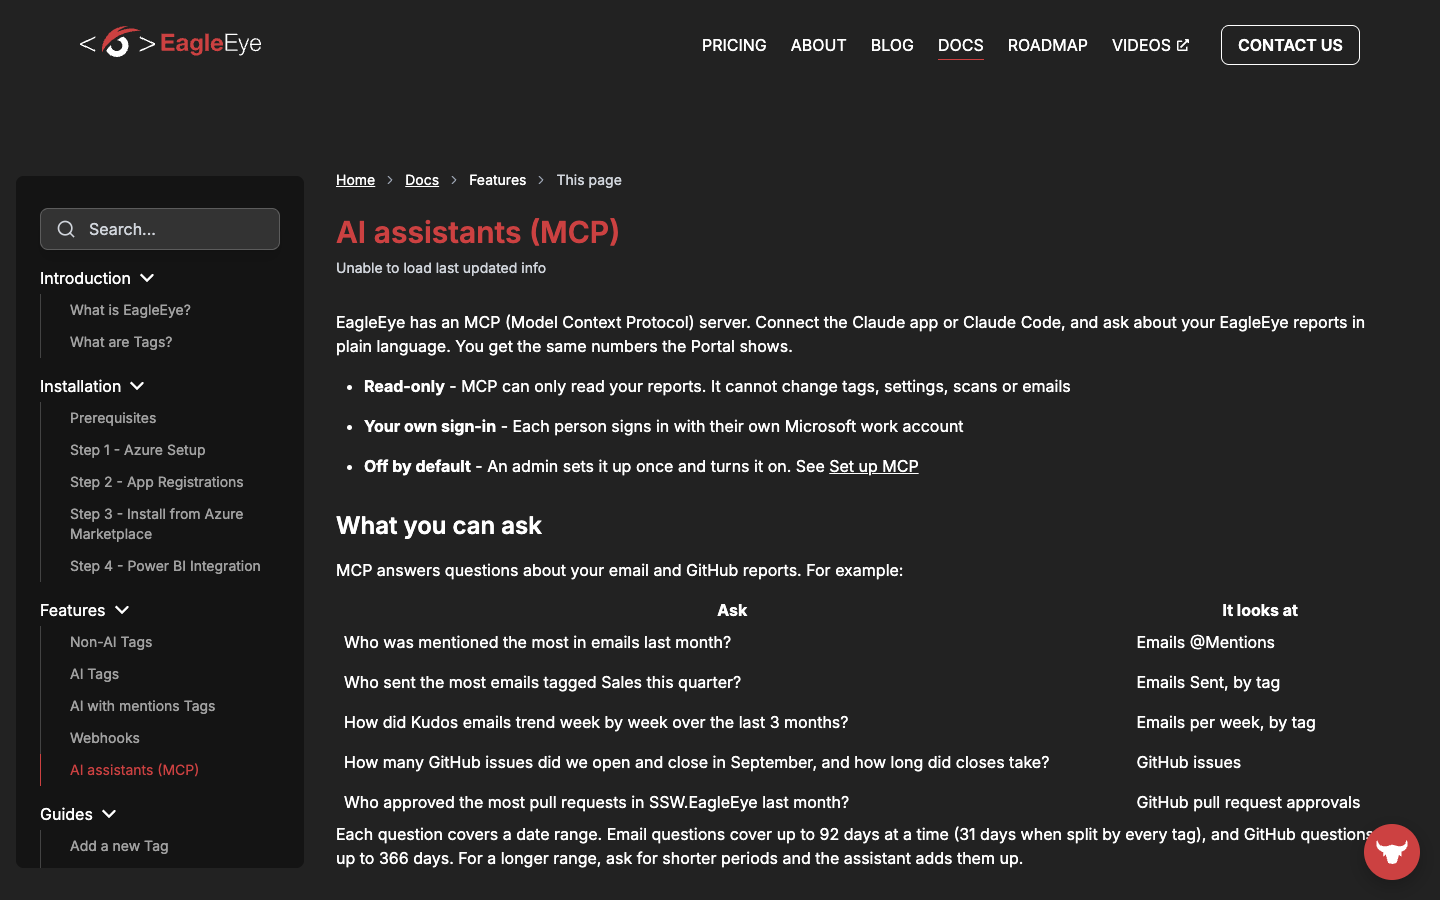 < > EagleEye
PRICING
ABOUT
BLOG
DOCS
ROADMAP
VIDEOS
CONTACT US
Search...
Introduction
What is EagleEye?
What are Tags?
Installation
Prerequisites
Step 1 - Azure Setup
Step 2 - App Registrations
Step 3 - Install from Azure
Marketplace
Step 4 - Power BI Integration
Features
Non-AI Tags
AI Tags
AI with mentions Tags
Webhooks
AI assistants (MCP)
Guides
Add a new Tag
Home > Docs > Features > This page
AI assistants (MCP)
Unable to load last updated info
EagleEye has an MCP (Model Context Protocol) server. Connect the Claude app or Claude Code, and ask about your EagleEye reports in
plain language. You get the same numbers the Portal shows.
• Read-only - MCP can only read your reports. It cannot change tags, settings, scans or emails
• Your own sign-in - Each person signs in with their own Microsoft work account
• Off by default - An admin sets it up once and turns it on. See Set up MCP
What you can ask
MCP answers questions about your email and GitHub reports. For example:
Ask It looks at
Who was mentioned the most in emails last month? Emails @Mentions
Who sent the most emails tagged Sales this quarter? Emails Sent, by tag
How did Kudos emails trend week by week over the last 3 months? Emails per week, by tag
How many GitHub issues did we open and close in September, and how long did closes take? GitHub issues
Who approved the most pull requests in SSW.EagleEye last month? GitHub pull request approvals
Each question covers a date range. Email questions cover up to 92 days at a time (31 days when split by every tag), and GitHub questions
up to 366 days. For a longer range, ask for shorter periods and the assistant adds them up.